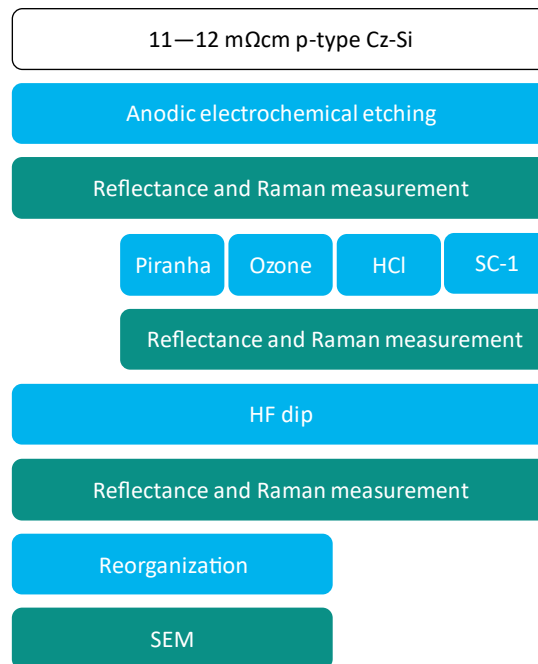 11—12 mΩcm p-type Cz-Si
Anodic electrochemical etching
Reflectance and Raman measurement
Piranha Ozone HCl SC-1
Reflectance and Raman measurement
HF dip
Reflectance and Raman measurement
Reorganization
SEM